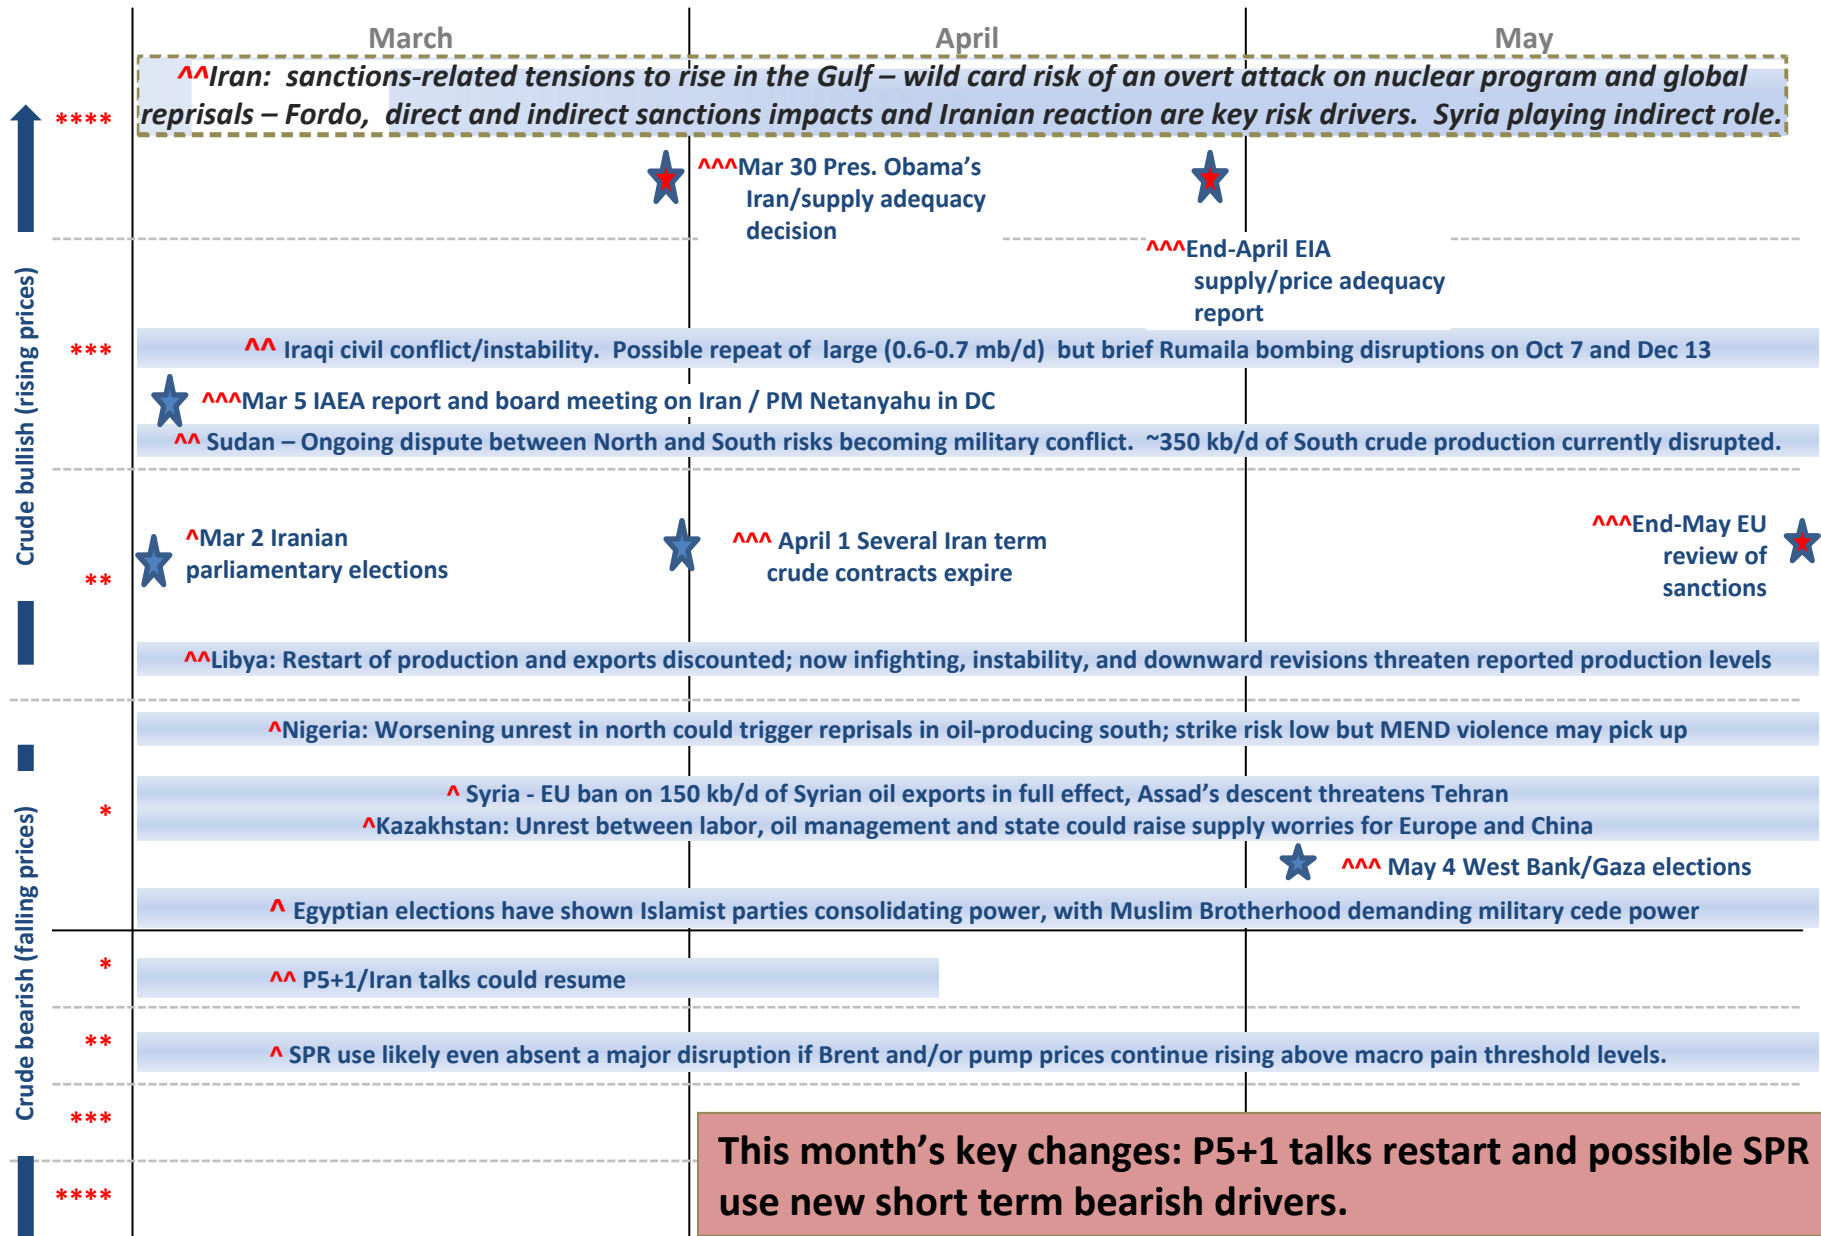 March
April
May
^^Iran:  sanctions-related tensions to rise in the Gulf – wild card risk of an overt attack on nuclear program and global
reprisals – Fordo,  direct and indirect sanctions impacts and Iranian reaction are key risk drivers.  Syria playing indirect role.
****
^^^Mar 30 Pres. Obama’s
Iran/supply adequacy
decision
^^^End-April EIA
supply/price adequacy
report
Crude bullish (rising prices)
***
^^ Iraqi civil conflict/instability.  Possible repeat of  large (0.6-0.7 mb/d)  but brief Rumaila bombing disruptions on Oct 7 and Dec 13
^^^Mar 5 IAEA report and board meeting on Iran / PM Netanyahu in DC
^^ Sudan – Ongoing dispute between North and South risks becoming military conflict.  ~350 kb/d of South crude production currently disrupted.
^Mar 2 Iranian
parliamentary elections
^^^ April 1 Several Iran term
crude contracts expire
^^^End-May EU
review of
sanctions
**
^^Libya: Restart of production and exports discounted; now infighting, instability, and downward revisions threaten reported production levels
^Nigeria: Worsening unrest in north could trigger reprisals in oil-producing south; strike risk low but MEND violence may pick up
^ Syria - EU ban on 150 kb/d of Syrian oil exports in full effect, Assad’s descent threatens Tehran
*
^Kazakhstan: Unrest between labor, oil management and state could raise supply worries for Europe and China
^^^ May 4 West Bank/Gaza elections
^ Egyptian elections have shown Islamist parties consolidating power, with Muslim Brotherhood demanding military cede power
Crude bearish (falling prices)
*
^^ P5+1/Iran talks could resume
**
^ SPR use likely even absent a major disruption if Brent and/or pump prices continue rising above macro pain threshold levels.
***
This month’s key changes: P5+1 talks restart and possible SPR
use new short term bearish drivers.
****